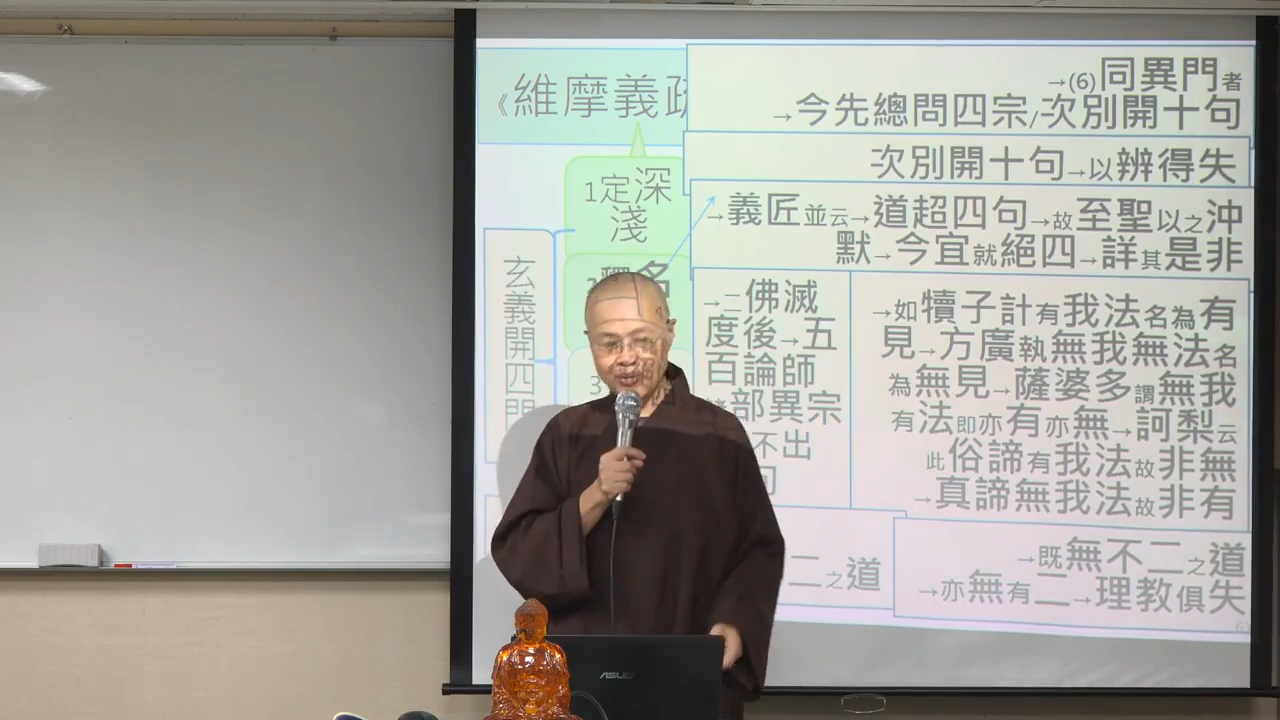 《維摩義疏
→(6)同異門者
→今先總問四宗/次別開十句
次別開十句→以辨得失
1定深
淺
→義匠並云→道超四句→故至聖以之沖
默→今宜就絕四→詳其是非
名
玄義開四門
3
→二佛滅
度後→五
百論師
部異宗
不出
→如犢子計有我法名為有
見→方廣執無我無法名
為無見→薩婆多謂無我
有法即亦有亦無→訶梨云
此俗諦有我法故非無
→真諦無我法故非有
二之道
→既無不二之道
→亦無有二→理教俱失
ASUS